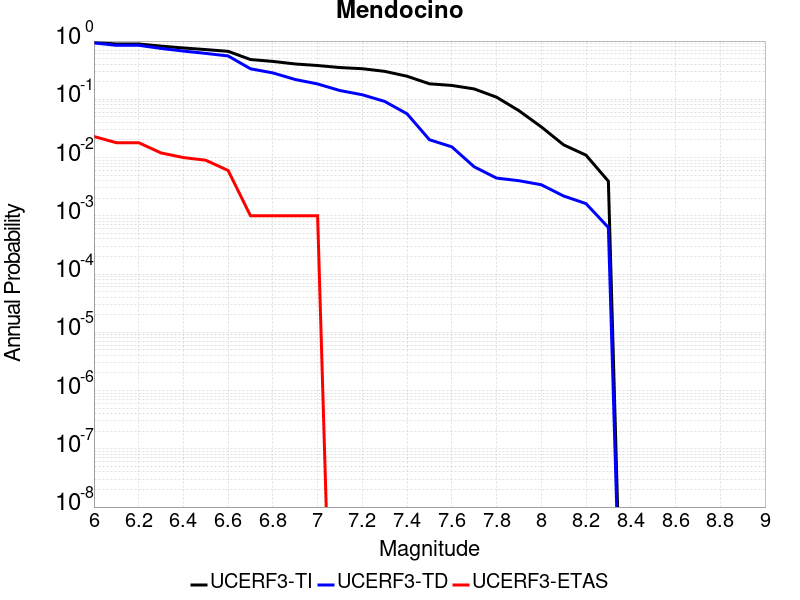 Mendocino
10^0
10^-1
10^-2
10^-3
10^-4
10^-5
10^-6
10^-7
10^-8
Annual Probability
6 6.2 6.4 6.6 6.8 7 7.2 7.4 7.6 7.8 8 8.2 8.4 8.6 8.8 9
Magnitude
UCERF3-TI UCERF3-TD UCERF3-ETAS